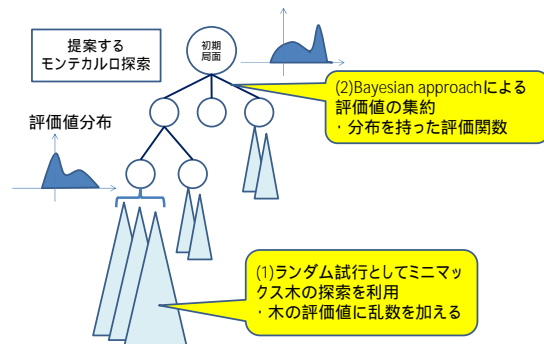 提案する
モンテカルロ探索
初期
局面
(2)Bayesian approachによる
評価値の集約
・分布を持った評価関数
評価値分布
(1)ランダム試行としてミニマッ
クス木の探索を利用
・木の評価値に乱数を加える